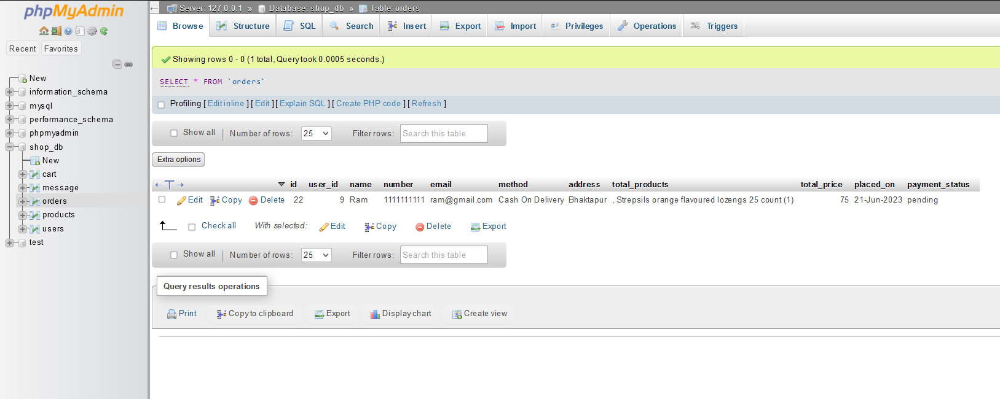 phpMyAdmin
Recent Favorites
New
information_schema
mysql
performance_schema
phpmyadmin
shop_db
New
cart
message
orders
products
users
test
Server: 127.0.0.1 » Database: shop_db » Table: orders
Browse Structure SQL Search Insert Export Import Privileges Operations Triggers
Showing rows 0 - 0 (1 total, Query took 0.0005 seconds.)
SELECT * FROM `orders`
Profiling [ Edit inline ] [ Edit ] [ Explain SQL ] [ Create PHP code ] [ Refresh ]
Show all | Number of rows: 25 Filter rows: Search this table
Extra options
←T→ id user_id name number email method address total_products total_price placed_on payment_status
Edit Copy Delete 22 9 Ram 1111111111 ram@gmail.com Cash On Delivery Bhaktapur , Strepsils orange flavoured lozengs 25 count (1) 75 21-Jun-2023 pending
Check all With selected: Edit Copy Delete Export
Show all | Number of rows: 25 Filter rows: Search this table
Query results operations
Print Copy to clipboard Export Display chart Create view